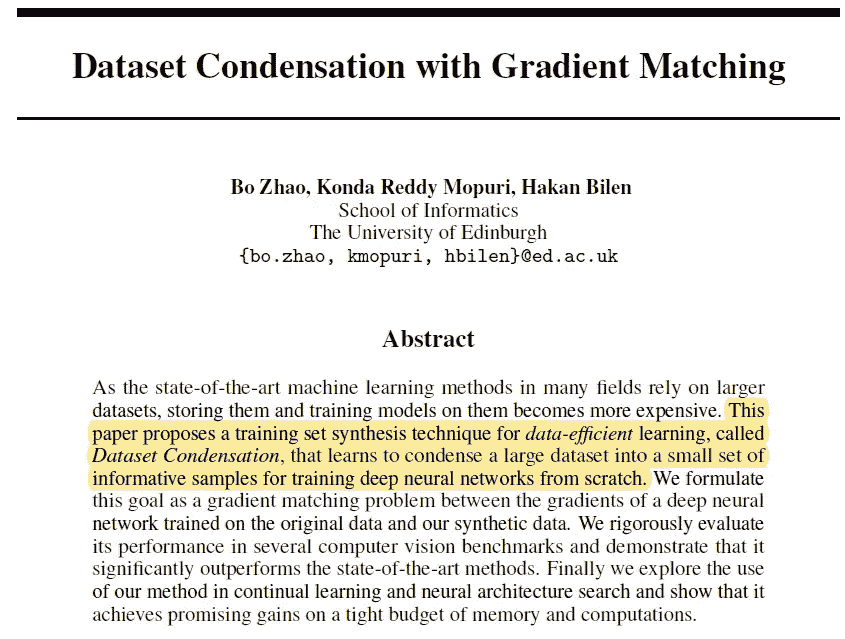 Dataset Condensation with Gradient Matching
Bo Zhao, Konda Reddy Mopuri, Hakan Bilen
School of Informatics
The University of Edinburgh
{bo.zhao, kmopuri, hbilen}@ed.ac.uk
Abstract
As the state-of-the-art machine learning methods in many fields rely on larger
datasets, storing them and training models on them becomes more expensive. This
paper proposes a training set synthesis technique for data-efficient learning, called
Dataset Condensation, that learns to condense a large dataset into a small set of
informative samples for training deep neural networks from scratch. We formulate
this goal as a gradient matching problem between the gradients of a deep neural
network trained on the original data and our synthetic data. We rigorously evaluate
its performance in several computer vision benchmarks and demonstrate that it
significantly outperforms the state-of-the-art methods. Finally we explore the use
of our method in continual learning and neural architecture search and show that it
achieves promising gains on a tight budget of memory and computations.